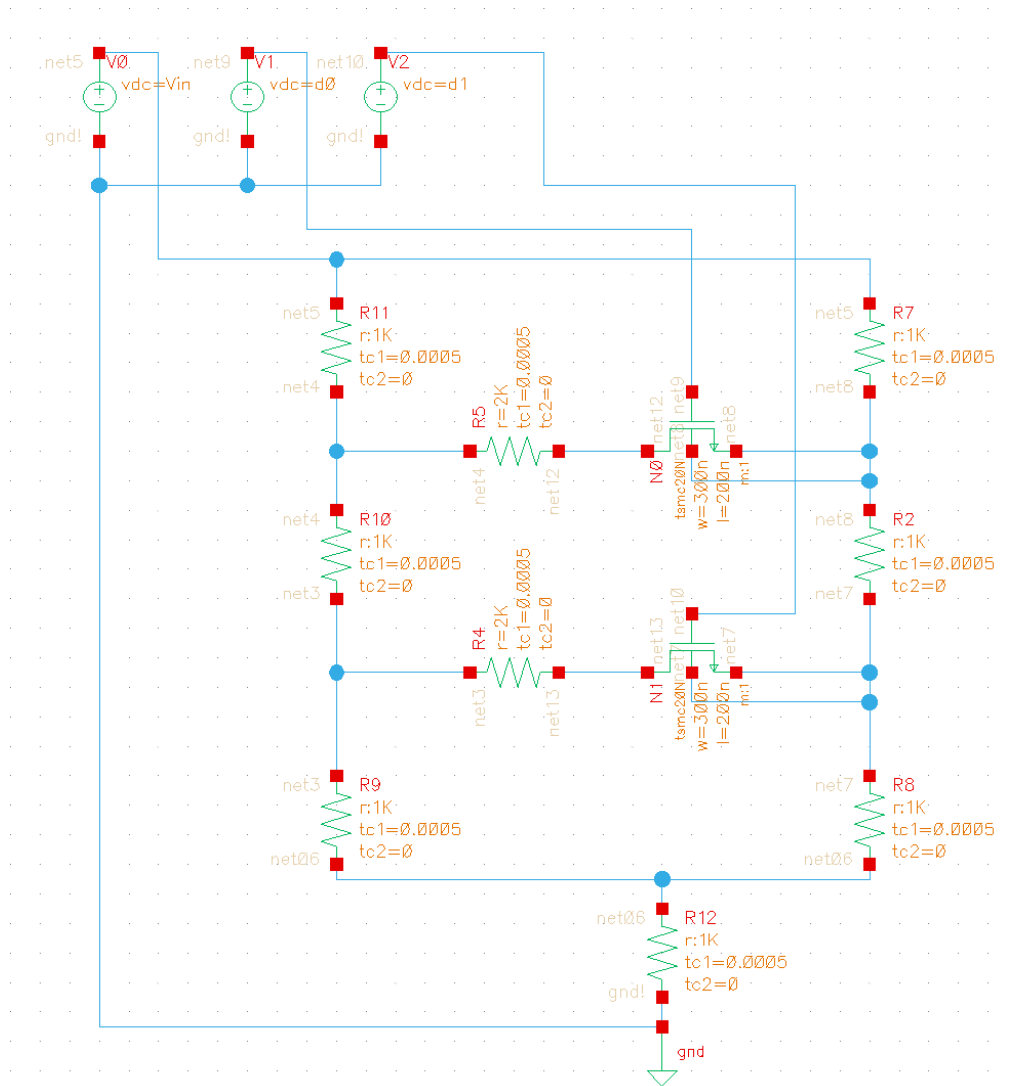 net5
V0
vdc=Vin
gnd!
net9
V1
vdc=d0
gnd!
net10
V2
vdc=d1
gnd!
net5
R11
r:1K
tc1=0.0005
tc2=0
net4
net5
R7
r:1K
tc1=0.0005
tc2=0
net8
R5
r=2K
tc1=0.0005
tc2=0
net4
net12
net12
net9
net8
N0
tsmc20N
w=300n
l=200n
m:1
net4
R10
r:1K
tc1=0.0005
tc2=0
net3
net8
R2
r:1K
tc1=0.0005
tc2=0
net7
R4
r=2K
tc1=0.0005
tc2=0
net3
net13
net13
net10
net7
N1
tsmc20N
w=300n
l=200n
m:1
net3
R9
r:1K
tc1=0.0005
tc2=0
net06
net7
R8
r:1K
tc1=0.0005
tc2=0
net06
net06
R12
r:1K
tc1=0.0005
tc2=0
gnd!
gnd